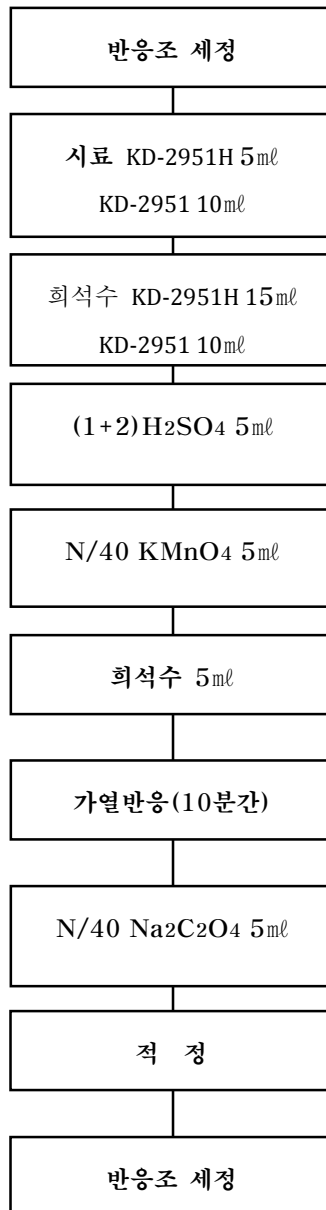 반응조 세정
시료 KD-2951H 5㎖
KD-2951 10㎖
희석수 KD-2951H 15㎖
KD-2951 10㎖
(1+2)H2SO4 5㎖
N/40 KMnO4 5㎖
희석수 5㎖
가열반응(10분간)
N/40 Na2C2O4 5㎖
적 정
반응조 세정